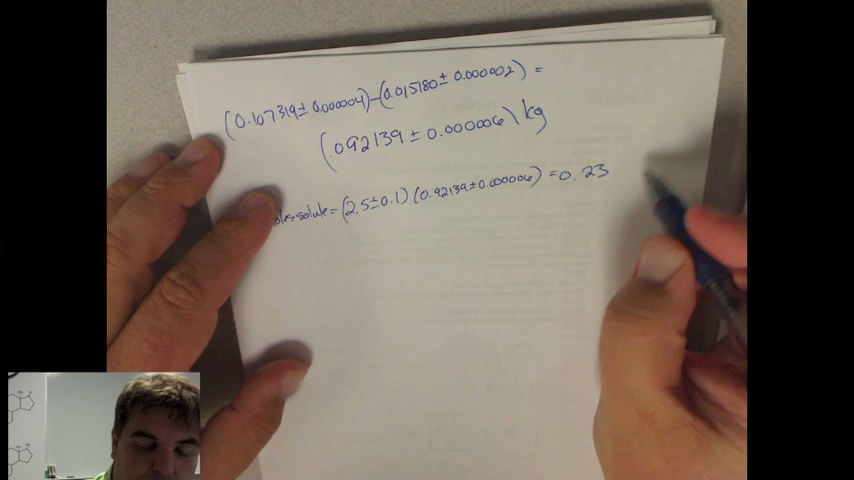 (0.107319 ± 0.000004) - (0.015180 ± 0.000002) =
(.092139 ± 0.000006) kg
oles solute = (2.5 ± 0.1) (0.92139 ± 0.000006) = 0.23